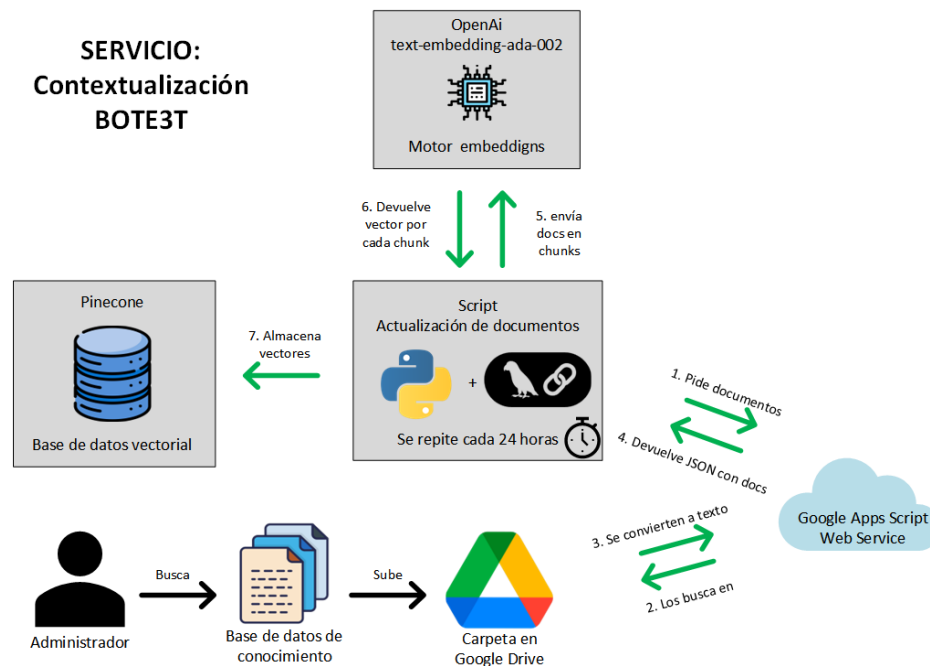 SERVICIO:
Contextualización
BOTE3T
OpenAi
text-embedding-ada-002
Motor embeddigns
6. Devuelve
vector por
cada chunk
5. envía
docs en
chunks
Pinecone
Base de datos vectorial
7. Almacena
vectores
Script
Actualización de documentos
+
Se repite cada 24 horas
1. Pide documentos
4. Devuelve JSON con docs
Google Apps Script
Web Service
3. Se convierten a texto
2. Los busca en
Administrador
Busca
Base de datos de
conocimiento
Sube
Carpeta en
Google Drive